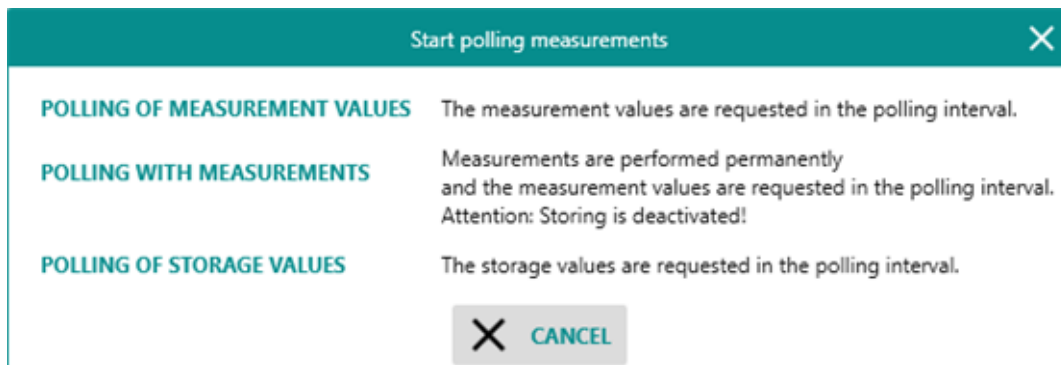 Start polling measurements
POLLING OF MEASUREMENT VALUES The measurement values are requested in the polling interval.
POLLING WITH MEASUREMENTS Measurements are performed permanently
and the measurement values are requested in the polling interval.
Attention: Storing is deactivated!
POLLING OF STORAGE VALUES The storage values are requested in the polling interval.
CANCEL